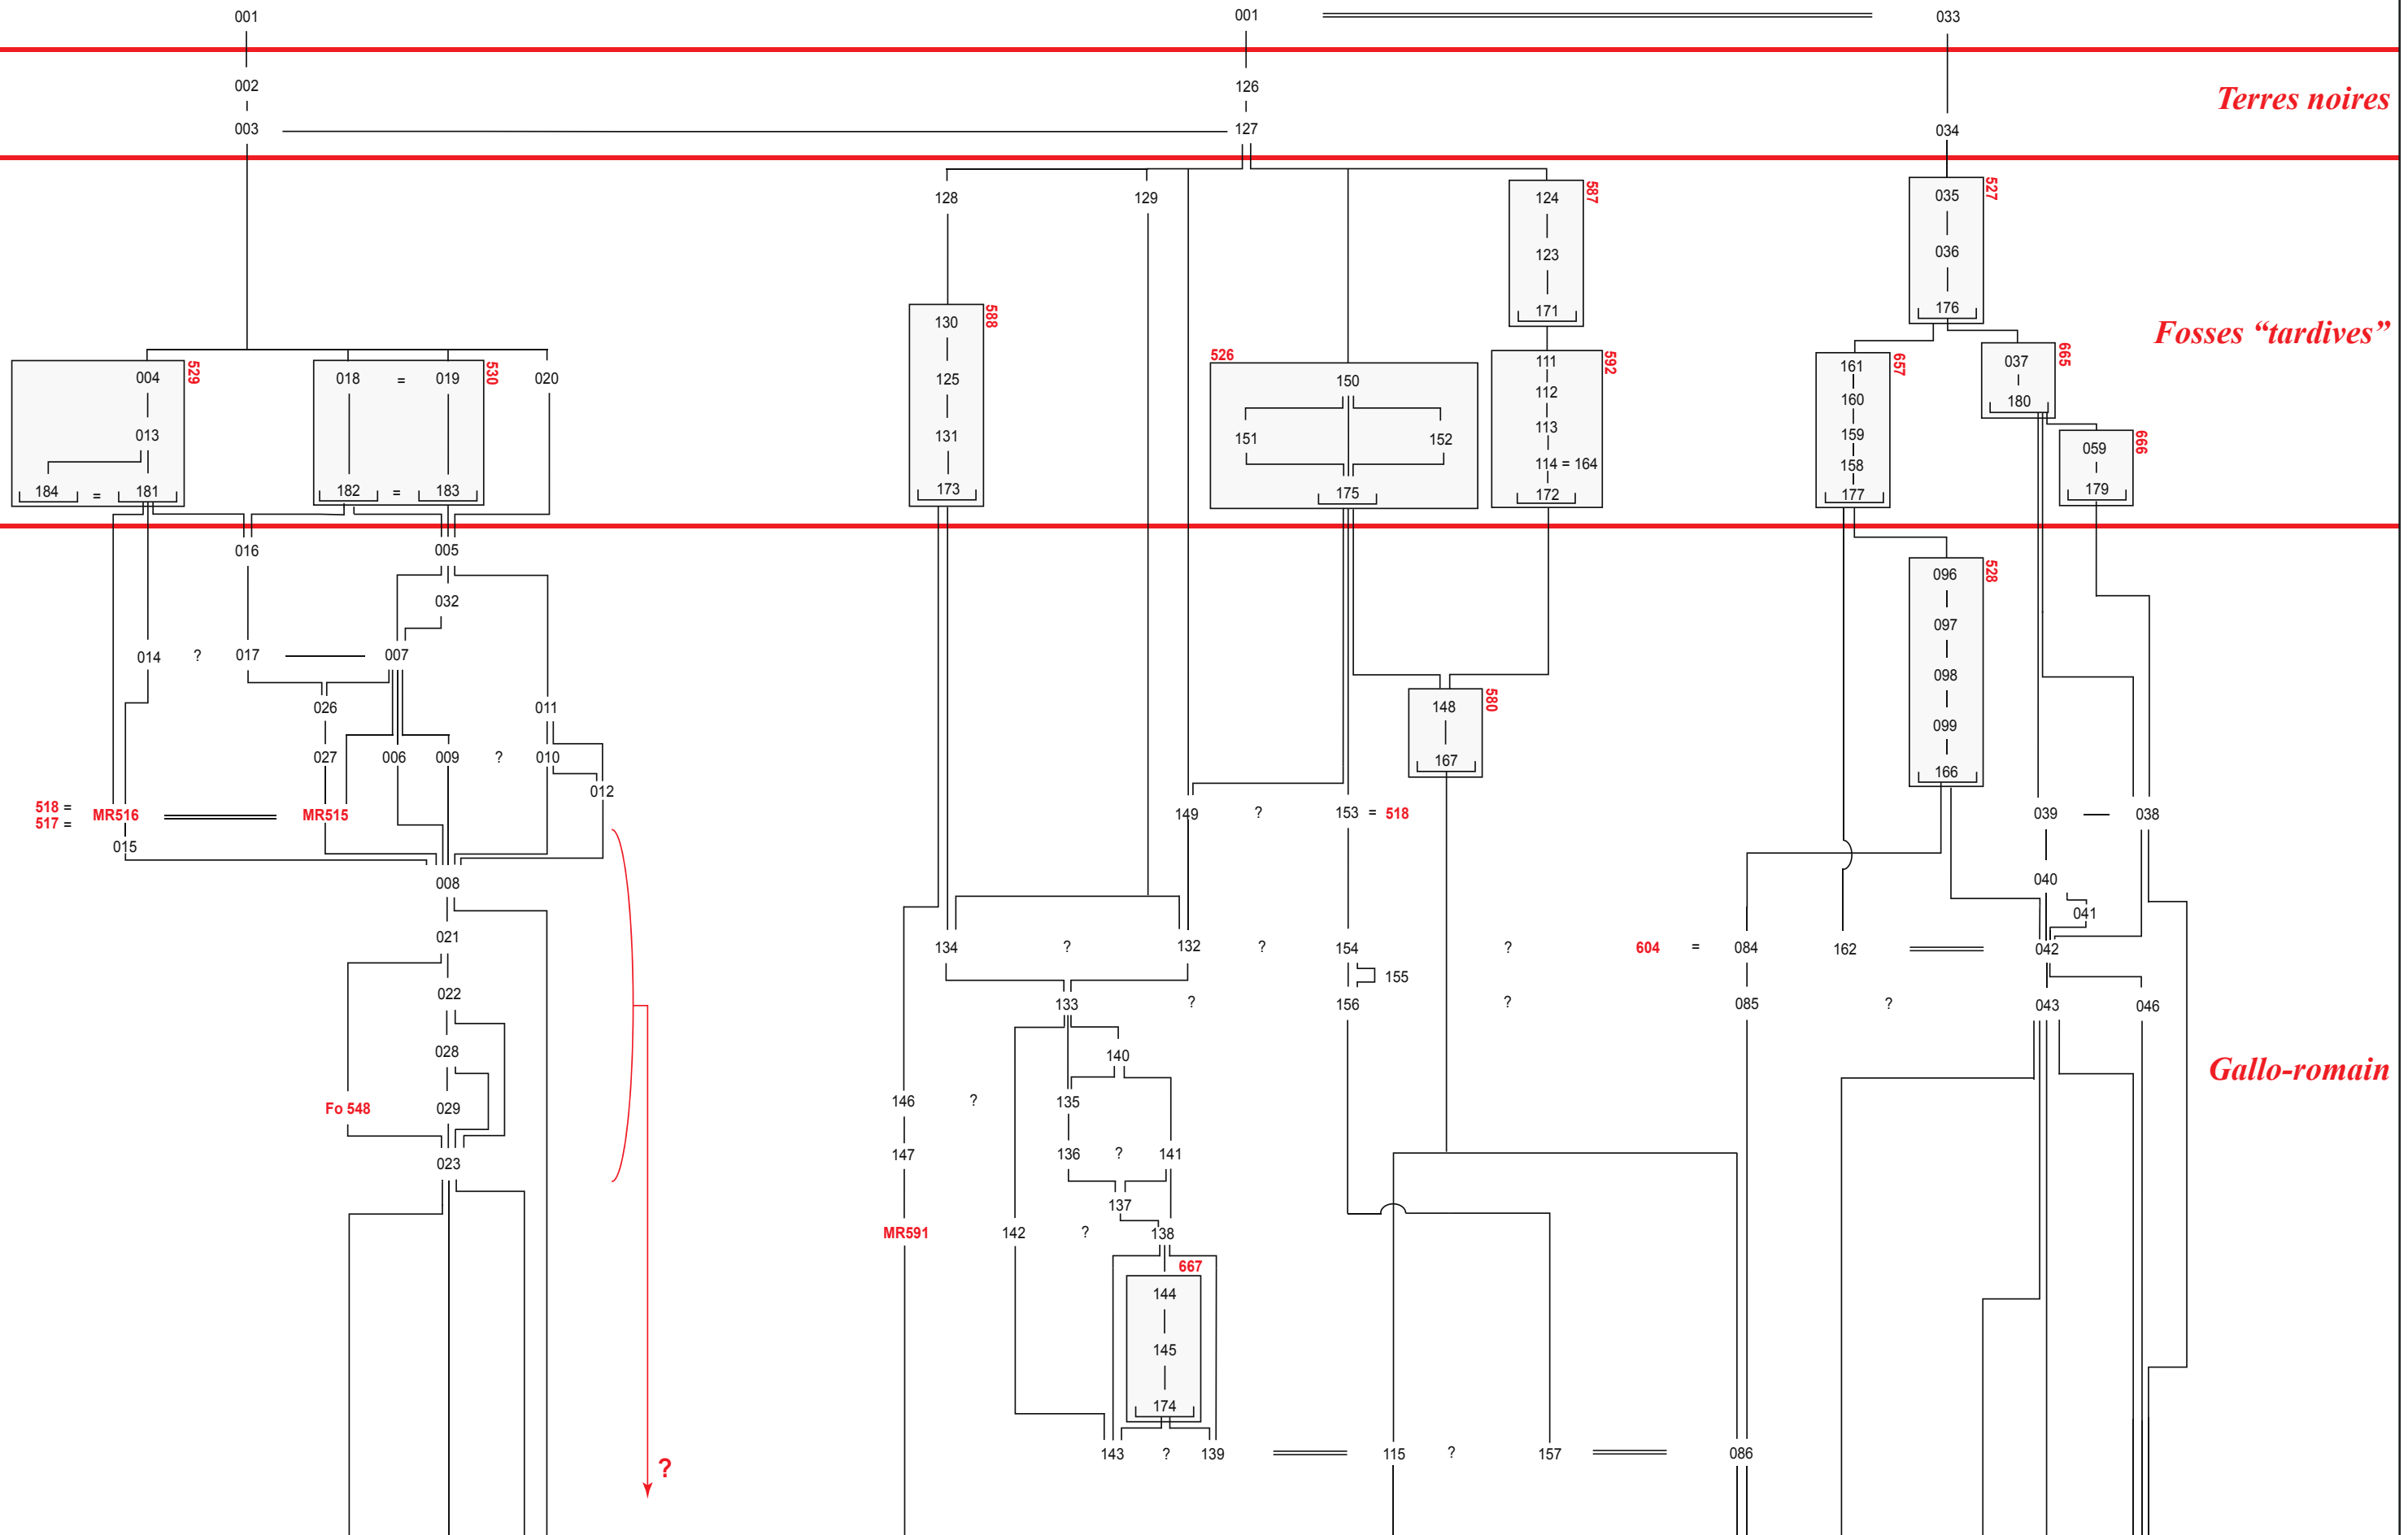 001 001 033
002 126 Terres noires
003 127 034
128 129 124 587 035 527
123 036
171 176 Fosses “tardives”
130 588
526 111 592 161 657 037 665
004 529 018 = 019 530 020 125 150 112 160 180
013 131 151 152 113 159 059 666
114 = 164 158
184 = 181 182 = 183 173 175 172 177 179
016 005
032 096 528
097
014 ? 017 007 098
026 011 148 580 099
027 006 009 ? 010 167 166
012
518 = MR516 MR515 149 ? 153 = 518 039 038
517 =
015
008 040
041
021 134 ? 132 ? 154 ? 604 = 084 162 042
155
022 133 ? 156 ? 085 ? 043 046
028 140 Gallo-romain
Fo 548 029 146 ? 135
023 147 136 ? 141
137
MR591 142 ? 138
667
144
145
174
? 143 ? 139 115 ? 157 086